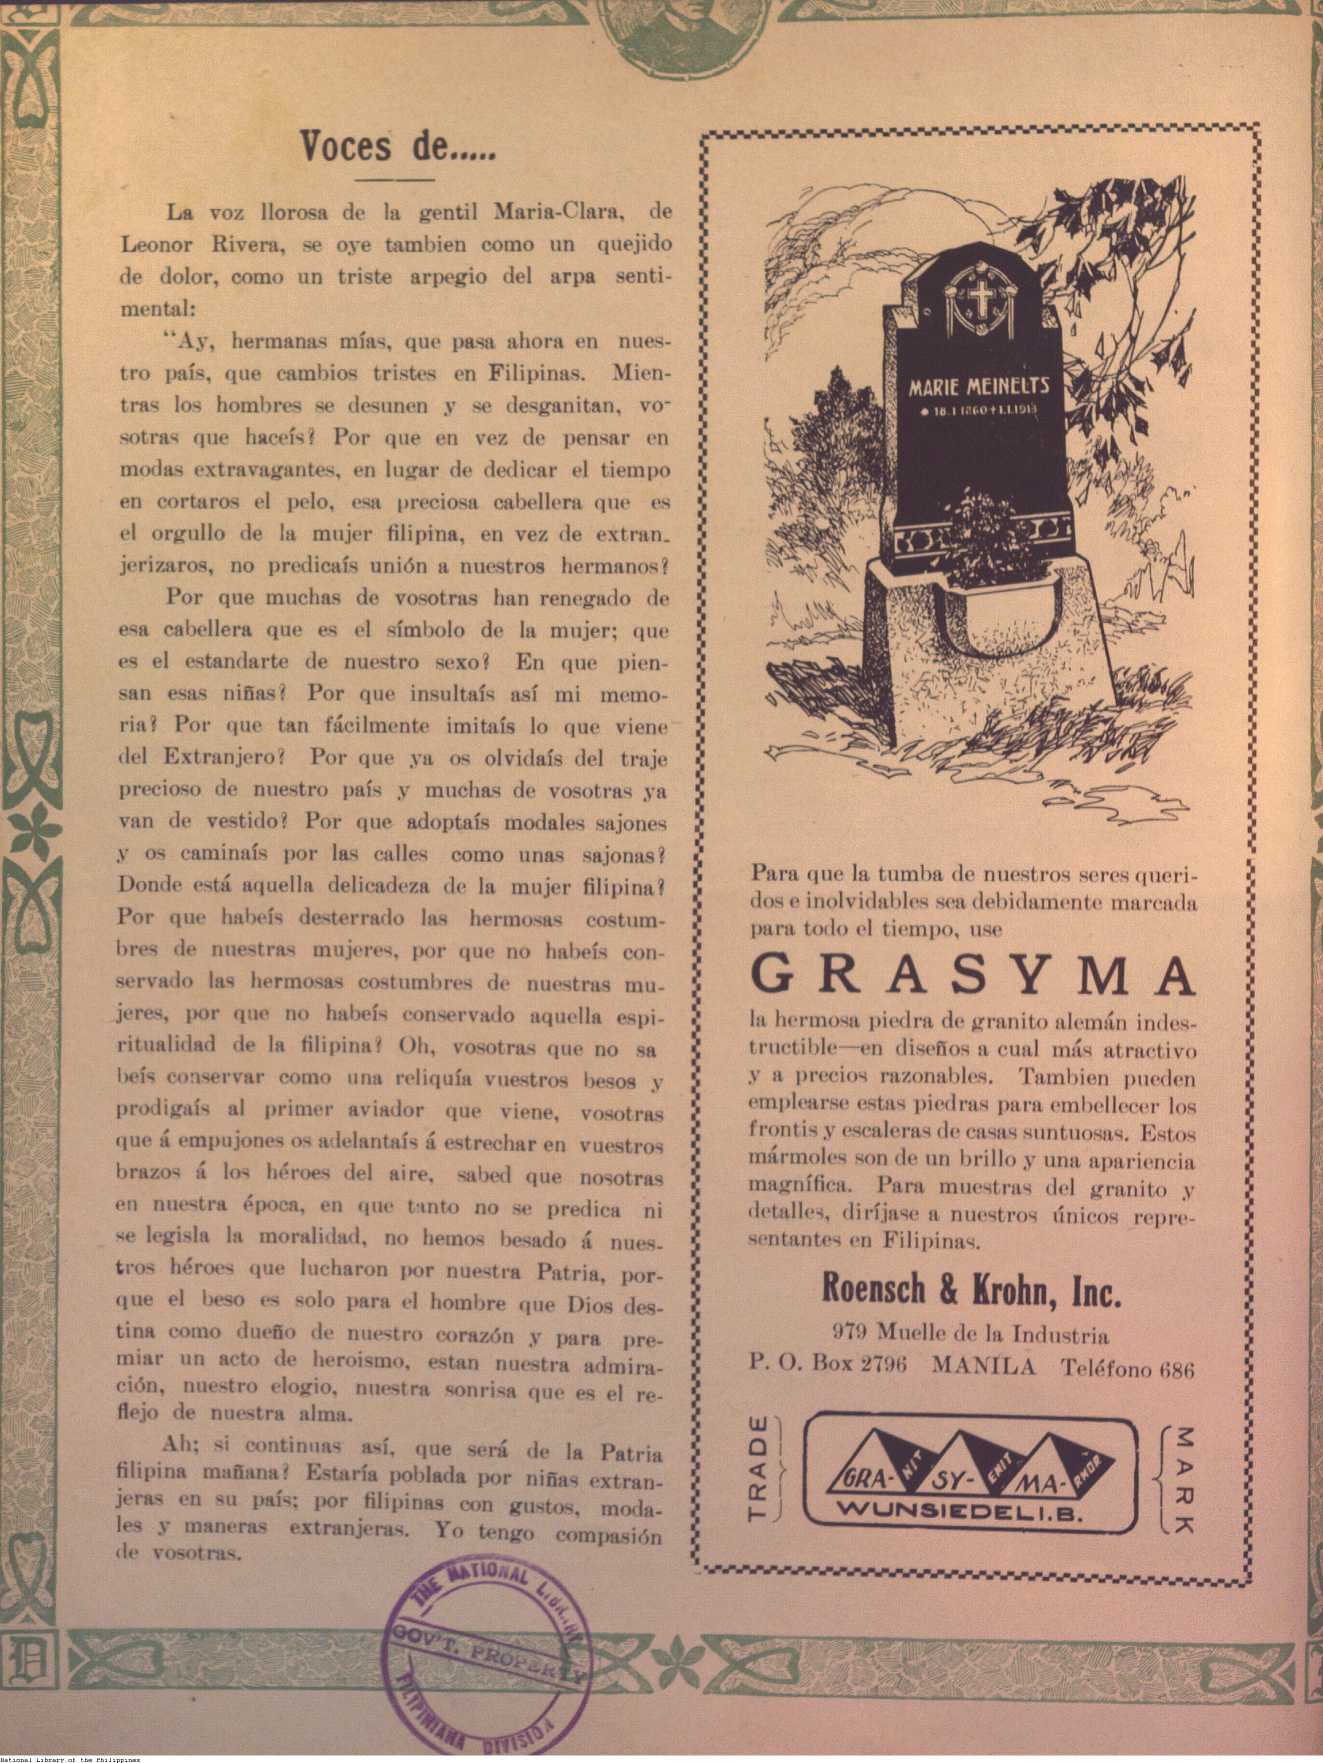 Voces de.....
La voz llorosa de la gentil Maria-Clara, de
Leonor Rivera, se oye tambien como un quejido
de dolor, como un triste arpegio del arpa senti-
mental:
“Ay, hermanas mías, que pasa ahora en nues-
tro país, que cambios tristes en Filipinas. Mien-
tras los hombres se desunen y se desganitan, vo-
sotras que haceís? Por que en vez de pensar en
modas extravagantes, en lugar de dedicar el tiempo
en cortaros el pelo, esa preciosa cabellera que es
el orgullo de la mujer filipina, en vez de extran-
jerizaros, no predicaís unión a nuestros hermanos?
Por que muchas de vosotras han renegado de
esa cabellera que es el símbolo de la mujer; que
es el estandarte de nuestro sexo? En que pien-
san esas niñas? Por que insultaís así mi memo-
ria? Por que tan fácilmente imitaís lo que viene
del Extranjero? Por que ya os olvidaís del traje
precioso de nuestro país y muchas de vosotras ya
van de vestido? Por que adoptaís modales sajones
y os caminaís por las calles como unas sajonas?
Donde está aquella delicadeza de la mujer filipina?
Por que habeís desterrado las hermosas costum-
bres de nuestras mujeres, por que no habeís con-
servado las hermosas costumbres de nuestras mu-
jeres, por que no habeís conservado aquella espi-
ritualidad de la filipina? Oh, vosotras que no sa
beís conservar como una reliquía vuestros besos y
prodigaís al primer aviador que viene, vosotras
que á empujones os adelantaís á estrechar en vuestros
brazos á los héroes del aire, sabed que nosotras
en nuestra época, en que tanto no se predica ni
se legisla la moralidad, no hemos besado á nues-
tros héroes que lucharon por nuestra Patria, por-
que el beso es solo para el hombre que Dios des-
tina como dueño de nuestro corazón y para pre-
miar un acto de heroismo, estan nuestra admira-
ción, nuestro elogio, nuestra sonrisa que es el re-
flejo de nuestra alma.
Ah; si continuas así, que será de la Patria
filipina mañana? Estaría poblada por niñas extran-
jeras en su país; por filipinas con gustos, moda-
les y maneras extranjeras. Yo tengo compasión
de vosotras.
MARIE MEINELTS
* 18.1 1860 + 1.1.1913
Para que la tumba de nuestros seres queri-
dos e inolvidables sea debidamente marcada
para todo el tiempo, use
GRASYMA
la hermosa piedra de granito alemán indes-
tructible—en diseños a cual más atractivo
y a precios razonables. Tambien pueden
emplearse estas piedras para embellecer los
frontis y escaleras de casas suntuosas. Estos
mármoles son de un brillo y una apariencia
magnífica. Para muestras del granito y
detalles, diríjase a nuestros únicos repre-
sentantes en Filipinas.
Roensch & Krohn, Inc.
979 Muelle de la Industria
P. O. Box 2796 MANILA Teléfono 686
TRADE
GRA-NIT SY-ENIT MA-RMOR
WUNSIEDEL I.B.
MARK
THE NATIONAL LIBRARY
GOV'T. PROPERTY
FILIPINIANA DIVISION
D
National Library of the Philippines